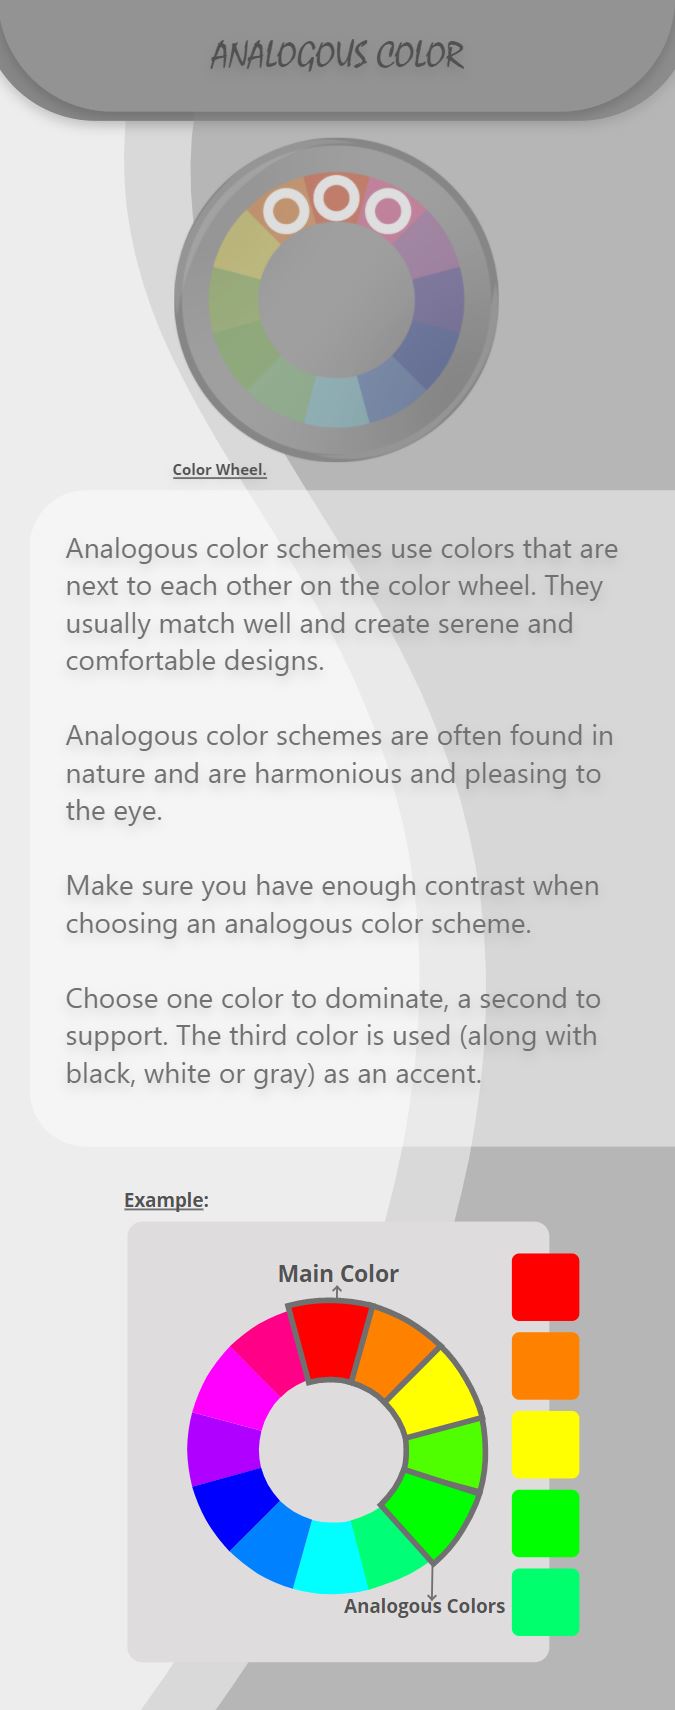 ANALOGOUS COLOR
Color Wheel.
Analogous color schemes use colors that are
next to each other on the color wheel. They
usually match well and create serene and
comfortable designs.
Analogous color schemes are often found in
nature and are harmonious and pleasing to
the eye.
Make sure you have enough contrast when
choosing an analogous color scheme.
Choose one color to dominate, a second to
support. The third color is used (along with
black, white or gray) as an accent.
Example:
Main Color
Analogous Colors